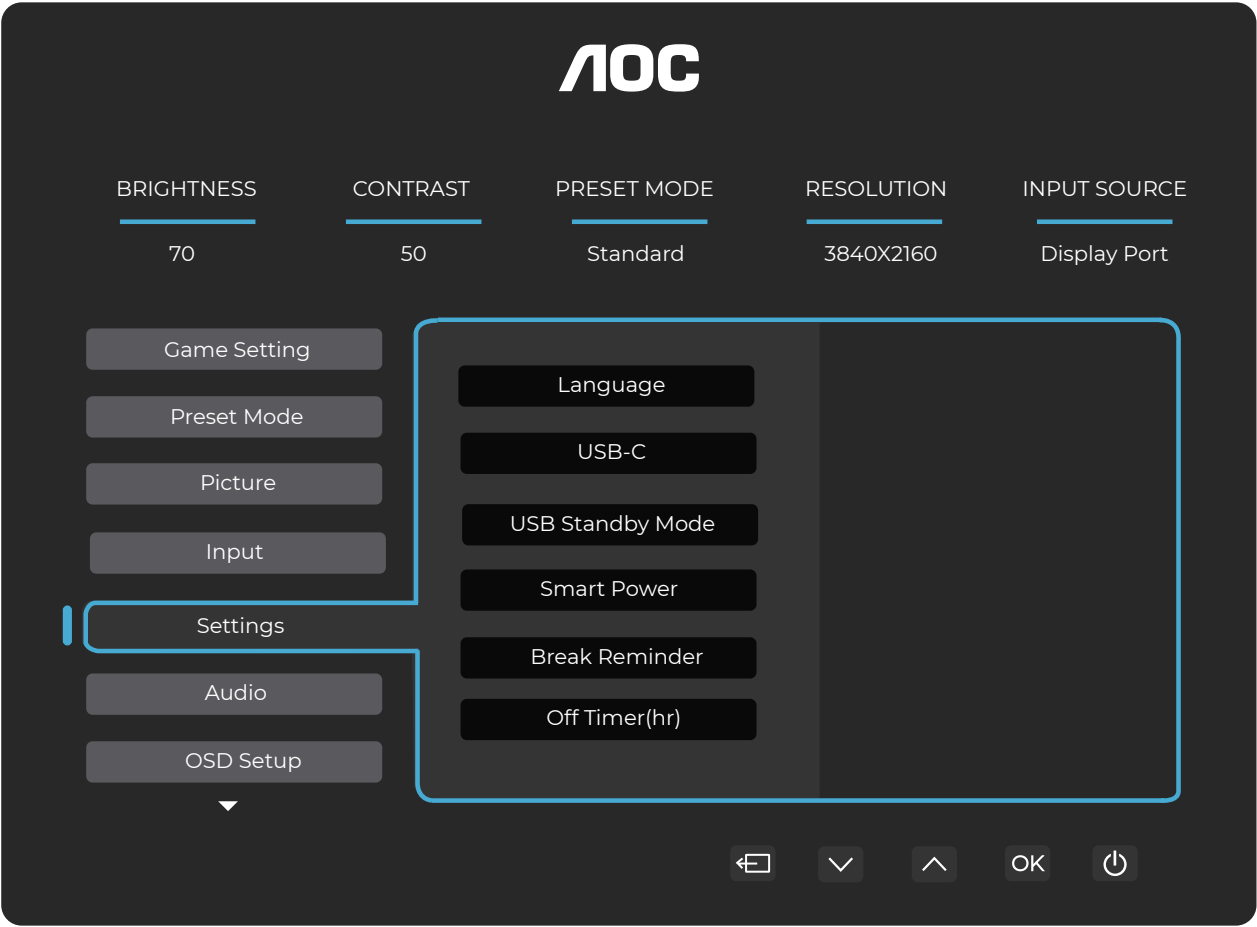 AOC
BRIGHTNESS CONTRAST PRESET MODE RESOLUTION INPUT SOURCE
70 50 Standard 3840X2160 Display Port
Game Setting
Preset Mode
Picture
Input
Settings
Audio
OSD Setup
Language
USB-C
USB Standby Mode
Smart Power
Break Reminder
Off Timer(hr)
OK